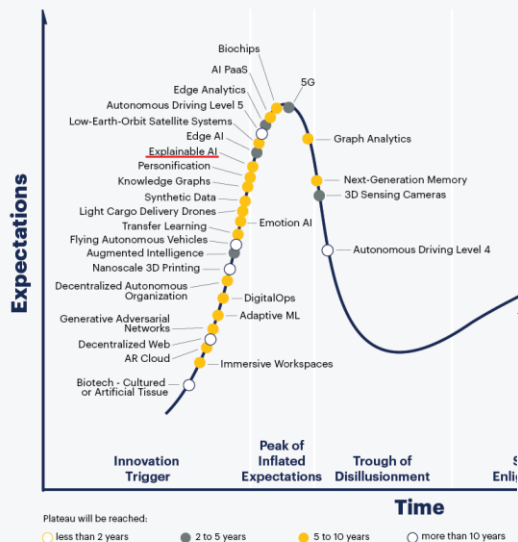 Biochips
AI PaaS
5G
Edge Analytics
Autonomous Driving Level 5
Low-Earth-Orbit Satellite Systems
Edge AI
Graph Analytics
Explainable AI
Personification
Knowledge Graphs
Next-Generation Memory
3D Sensing Cameras
Synthetic Data
Light Cargo Delivery Drones
Emotion AI
Transfer Learning
Flying Autonomous Vehicles
Autonomous Driving Level 4
Augmented Intelligence
Nanoscale 3D Printing
Decentralized Autonomous
Organization
DigitalOps
Adaptive ML
Generative Adversarial
Networks
Decentralized Web
AR Cloud
Immersive Workspaces
Biotech - Cultured
or Artificial Tissue
Expectations
Innovation
Trigger
Peak of
Inflated
Expectations
Trough of
Disillusionment
Time
Plateau will be reached:
less than 2 years
2 to 5 years
5 to 10 years
more than 10 years